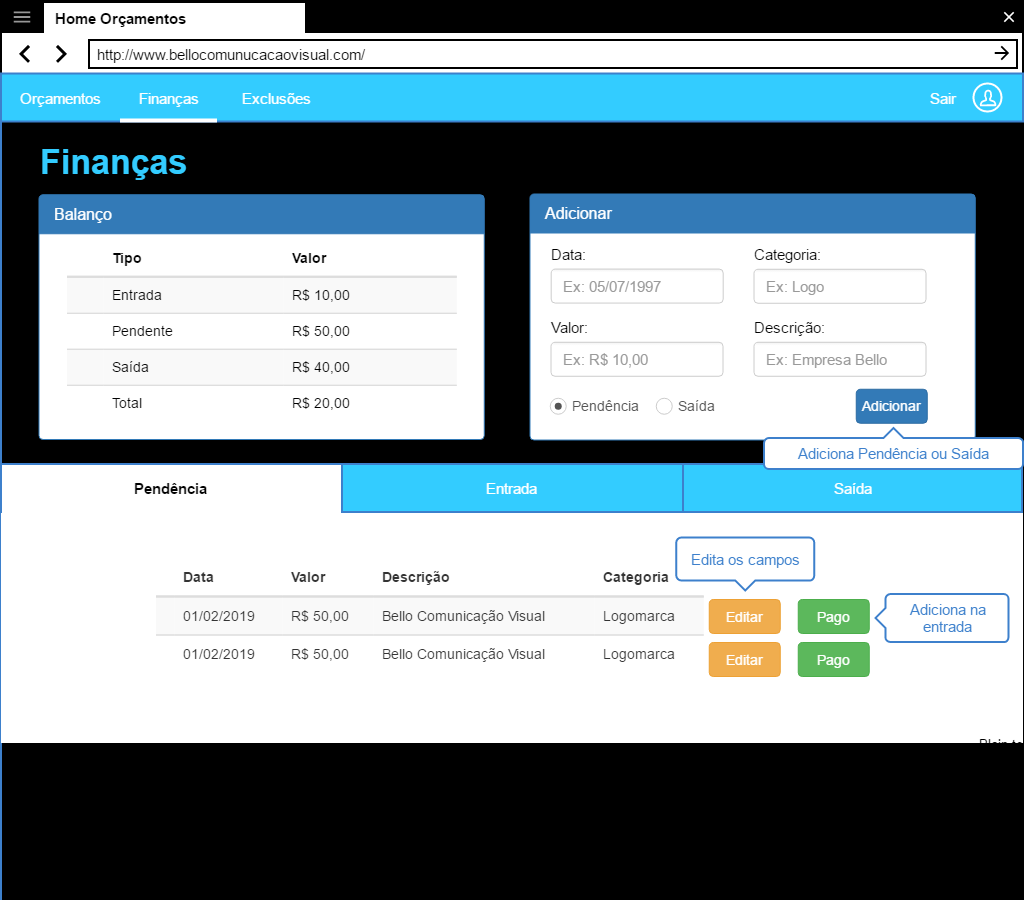 Home Orçamentos
http://www.bellocomunucacaovisual.com/
Orçamentos Finanças Exclusões Sair
Finanças
Balanço
Tipo Valor
Entrada R$ 10,00
Pendente R$ 50,00
Saída R$ 40,00
Total R$ 20,00
Adicionar
Data: Categoria:
Ex: 05/07/1997 Ex: Logo
Valor: Descrição:
Ex: R$ 10,00 Ex: Empresa Bello
Pendência Saída Adicionar
Adiciona Pendência ou Saída
Pendência Entrada Saída
Edita os campos
Data Valor Descrição Categoria
01/02/2019 R$ 50,00 Bello Comunicação Visual Logomarca Editar Pago
Adiciona na
entrada
01/02/2019 R$ 50,00 Bello Comunicação Visual Logomarca Editar Pago